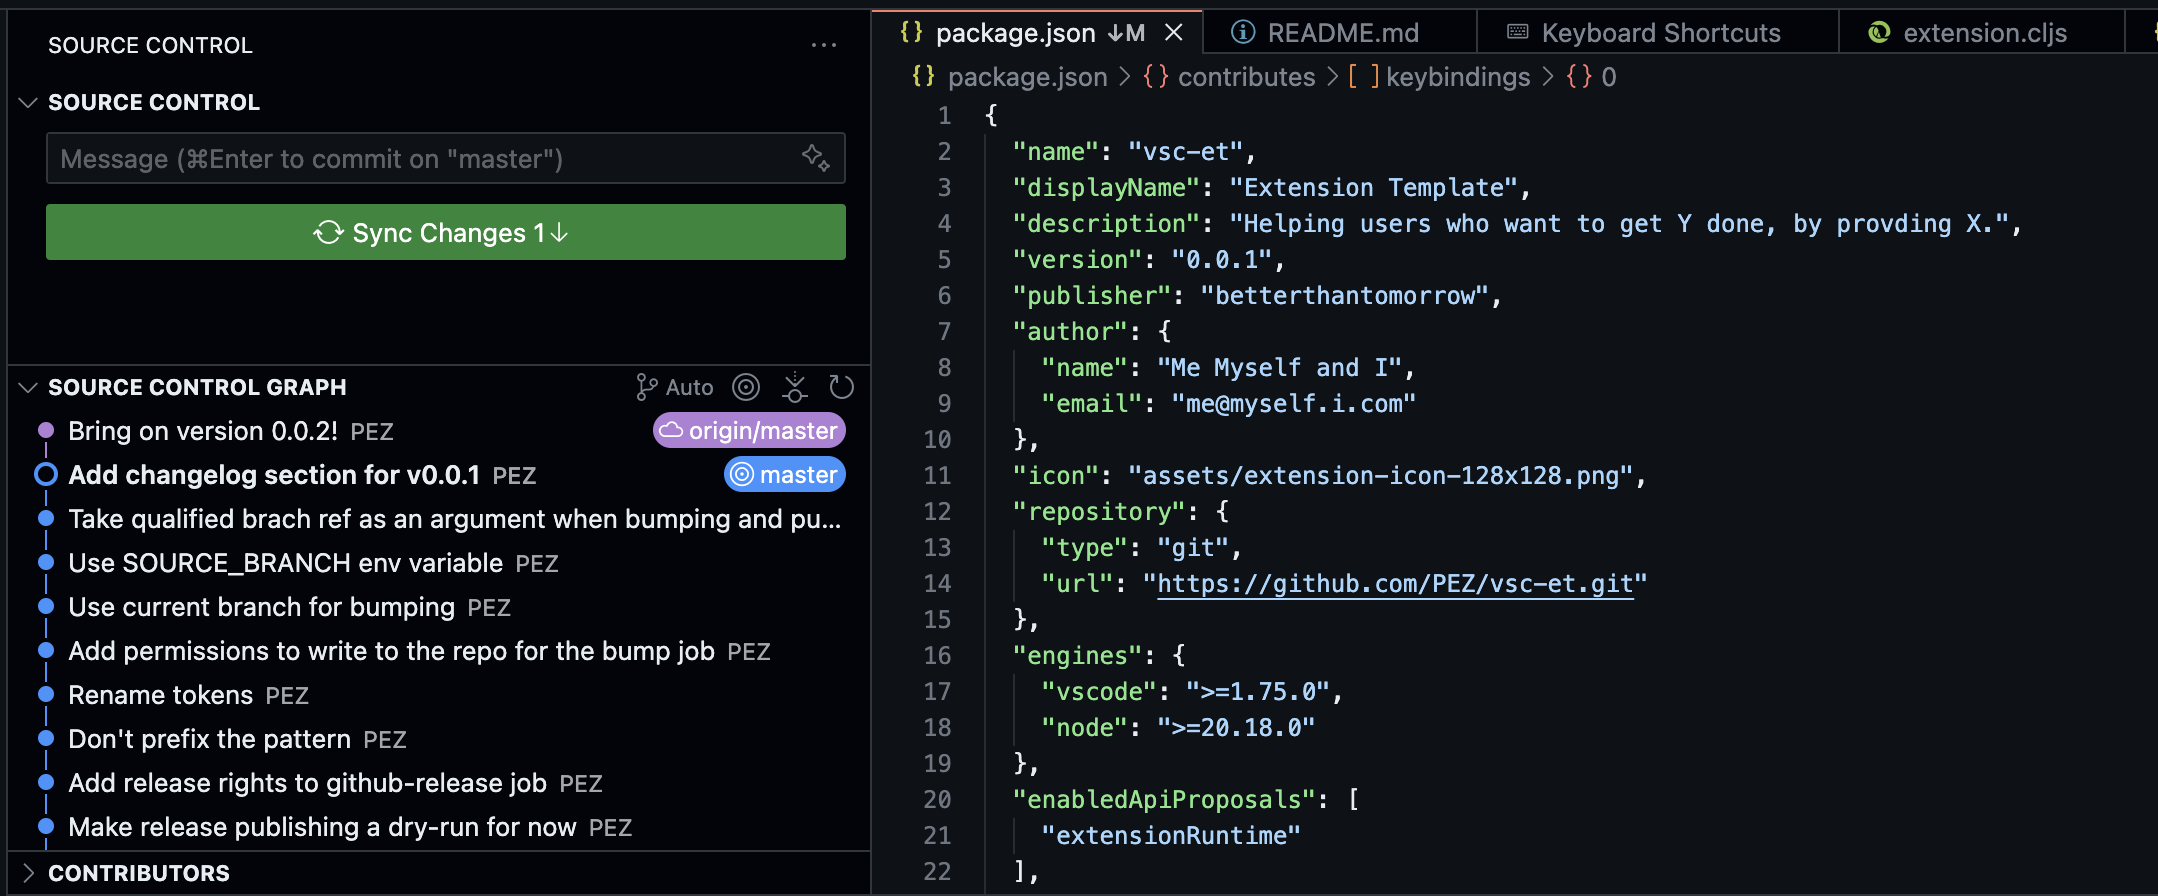 SOURCE CONTROL
SOURCE CONTROL
Message (⌘Enter to commit on "master")
Sync Changes 1↓
SOURCE CONTROL GRAPH Auto
Bring on version 0.0.2! PEZ origin/master
Add changelog section for v0.0.1 PEZ master
Take qualified brach ref as an argument when bumping and pu...
Use SOURCE_BRANCH env variable PEZ
Use current branch for bumping PEZ
Add permissions to write to the repo for the bump job PEZ
Rename tokens PEZ
Don't prefix the pattern PEZ
Add release rights to github-release job PEZ
Make release publishing a dry-run for now PEZ
CONTRIBUTORS
{} package.json ↓M README.md Keyboard Shortcuts extension.cljs
{} package.json > {} contributes > [ ] keybindings > {} 0
1 {
2 "name": "vsc-et",
3 "displayName": "Extension Template",
4 "description": "Helping users who want to get Y done, by provding X.",
5 "version": "0.0.1",
6 "publisher": "betterthantomorrow",
7 "author": {
8 "name": "Me Myself and I",
9 "email": "me@myself.i.com"
10 },
11 "icon": "assets/extension-icon-128x128.png",
12 "repository": {
13 "type": "git",
14 "url": "https://github.com/PEZ/vsc-et.git"
15 },
16 "engines": {
17 "vscode": ">=1.75.0",
18 "node": ">=20.18.0"
19 },
20 "enabledApiProposals": [
21 "extensionRuntime"
22 ],